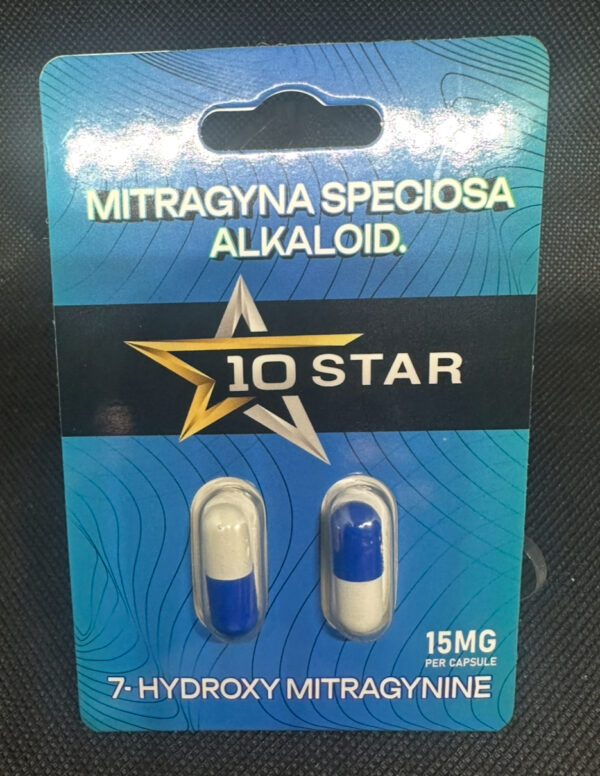 MITRAGYNA SPECIOSA
ALKALOID.
10 STAR
15MG
PER CAPSULE
7- HYDROXY MITRAGYNINE